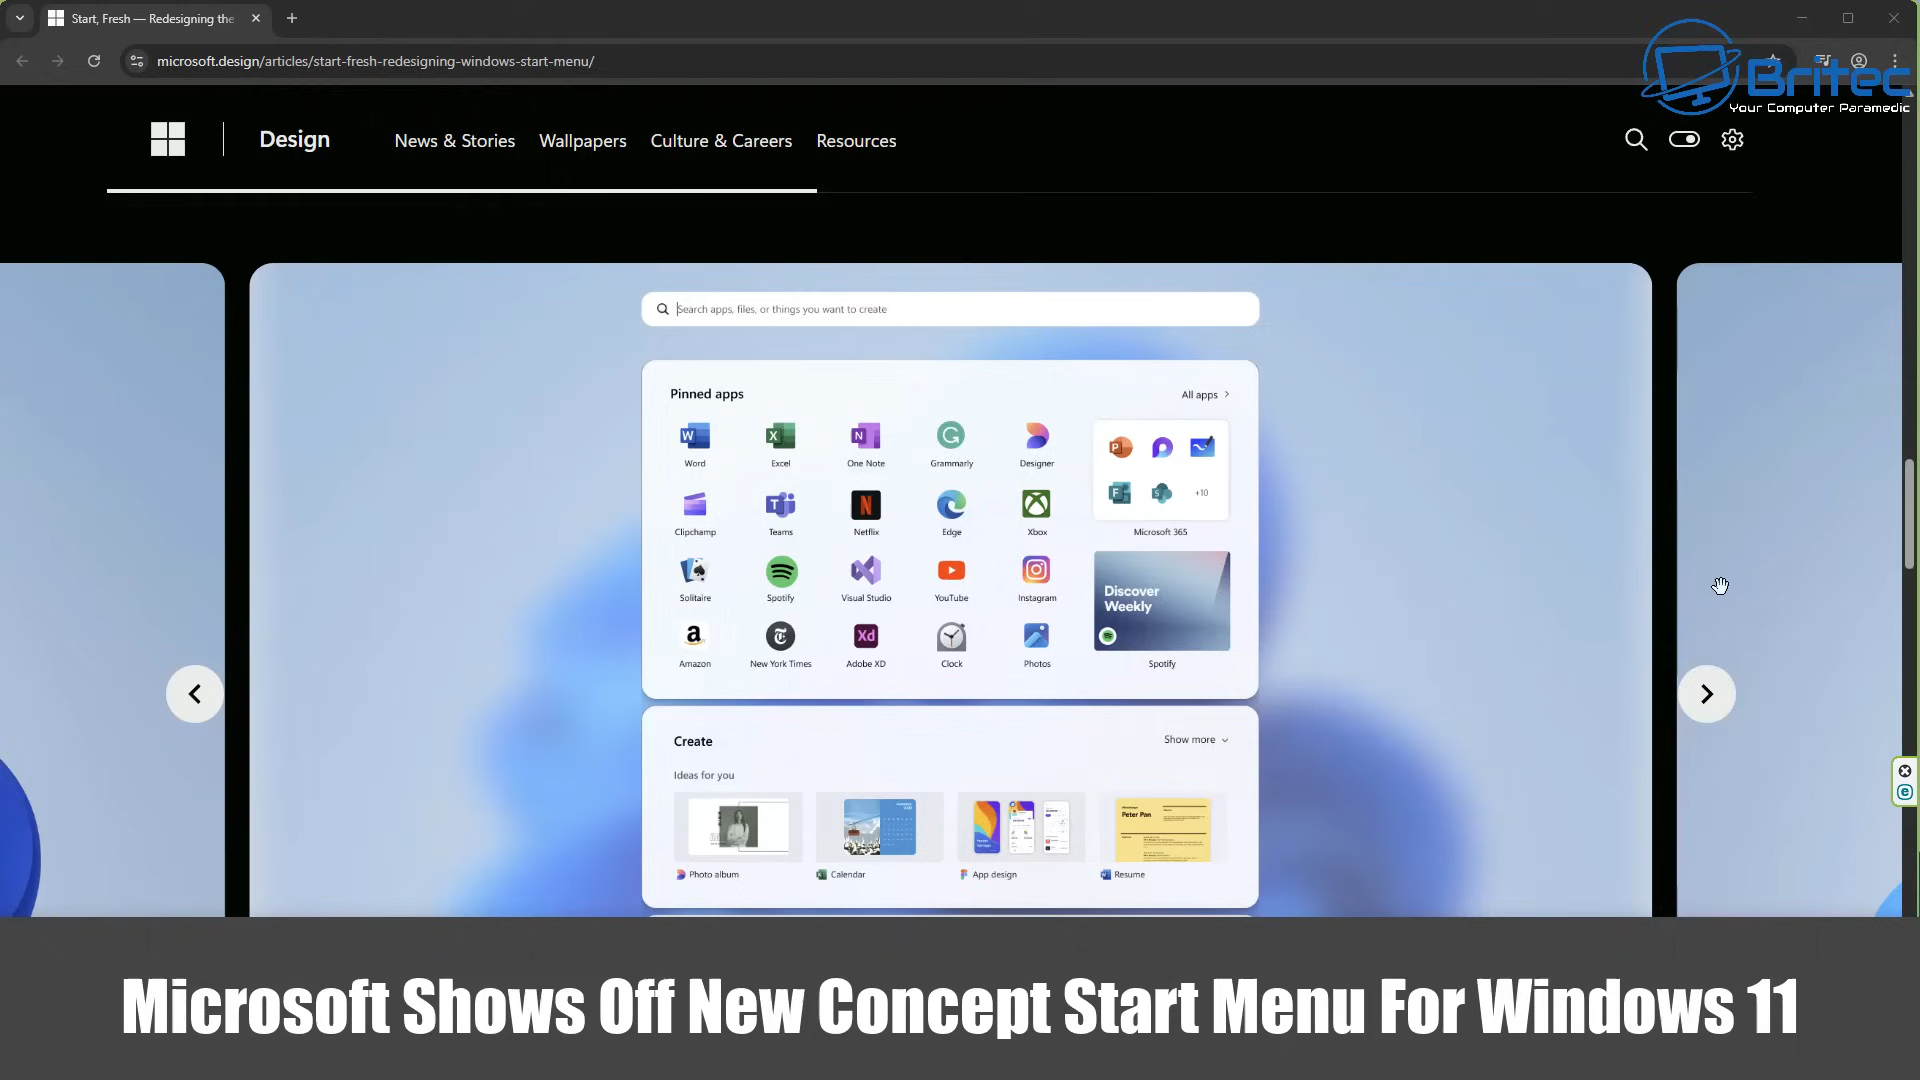 Start, Fresh — Redesigning the
microsoft.design/articles/start-fresh-redesigning-windows-start-menu/
Britec
Your Computer Paramedic
Design
News & Stories
Wallpapers
Culture & Careers
Resources
Search apps, files, or things you want to create
Pinned apps
All apps
Word
Excel
One Note
Grammarly
Designer
Clipchamp
Teams
Netflix
Edge
Xbox
+10
Microsoft 365
Solitaire
Spotify
Visual Studio
YouTube
Instagram
Discover
Weekly
Amazon
New York Times
Adobe XD
Clock
Photos
Spotify
Create
Show more
Ideas for you
Peter Pan
Photo album
Calendar
App design
Resume
Microsoft Shows Off New Concept Start Menu For Windows 11